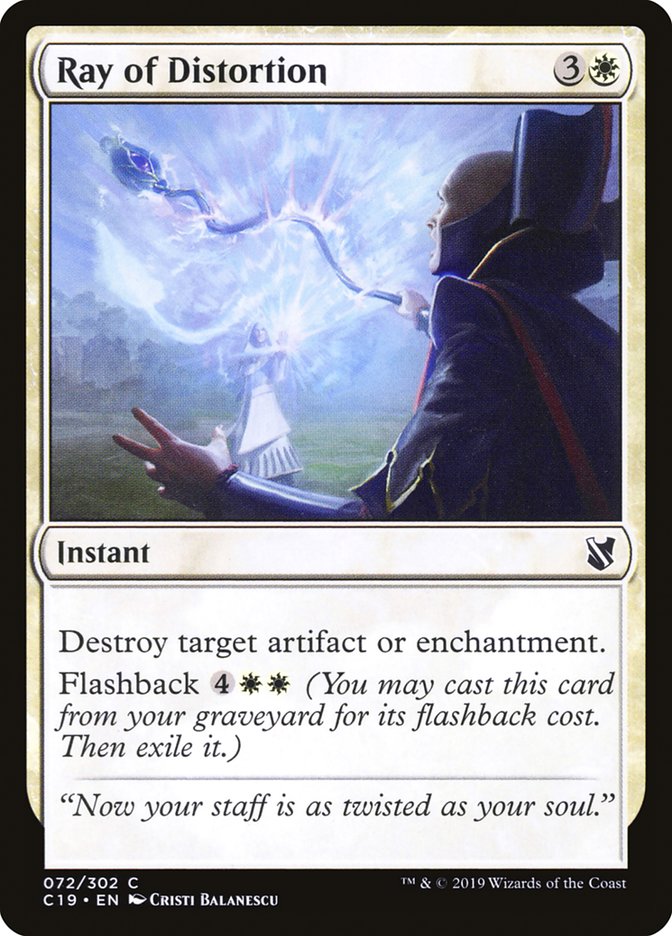 Ray of Distortion 3
Instant
Destroy target artifact or enchantment.
Flashback 4 (You may cast this card
from your graveyard for its flashback cost.
Then exile it.)
“Now your staff is as twisted as your soul.”
072/302 C
™ & © 2019 Wizards of the Coast
C19 • EN Cristi Balanescu